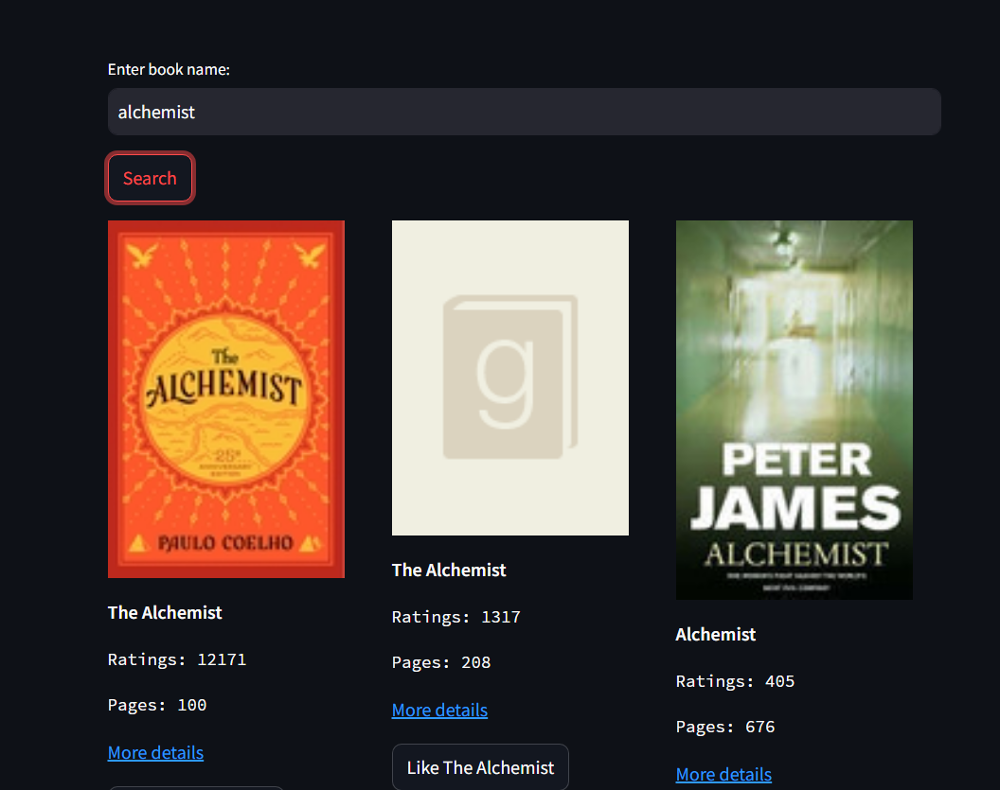 Enter book name:
alchemist
Search
The
ALCHEMIST
25th
ANNIVERSARY
EDITION
PAULO COELHO
The Alchemist
Ratings: 12171
Pages: 100
More details
g
The Alchemist
Ratings: 1317
Pages: 208
More details
Like The Alchemist
PETER
JAMES
ALCHEMIST
Alchemist
Ratings: 405
Pages: 676
More details